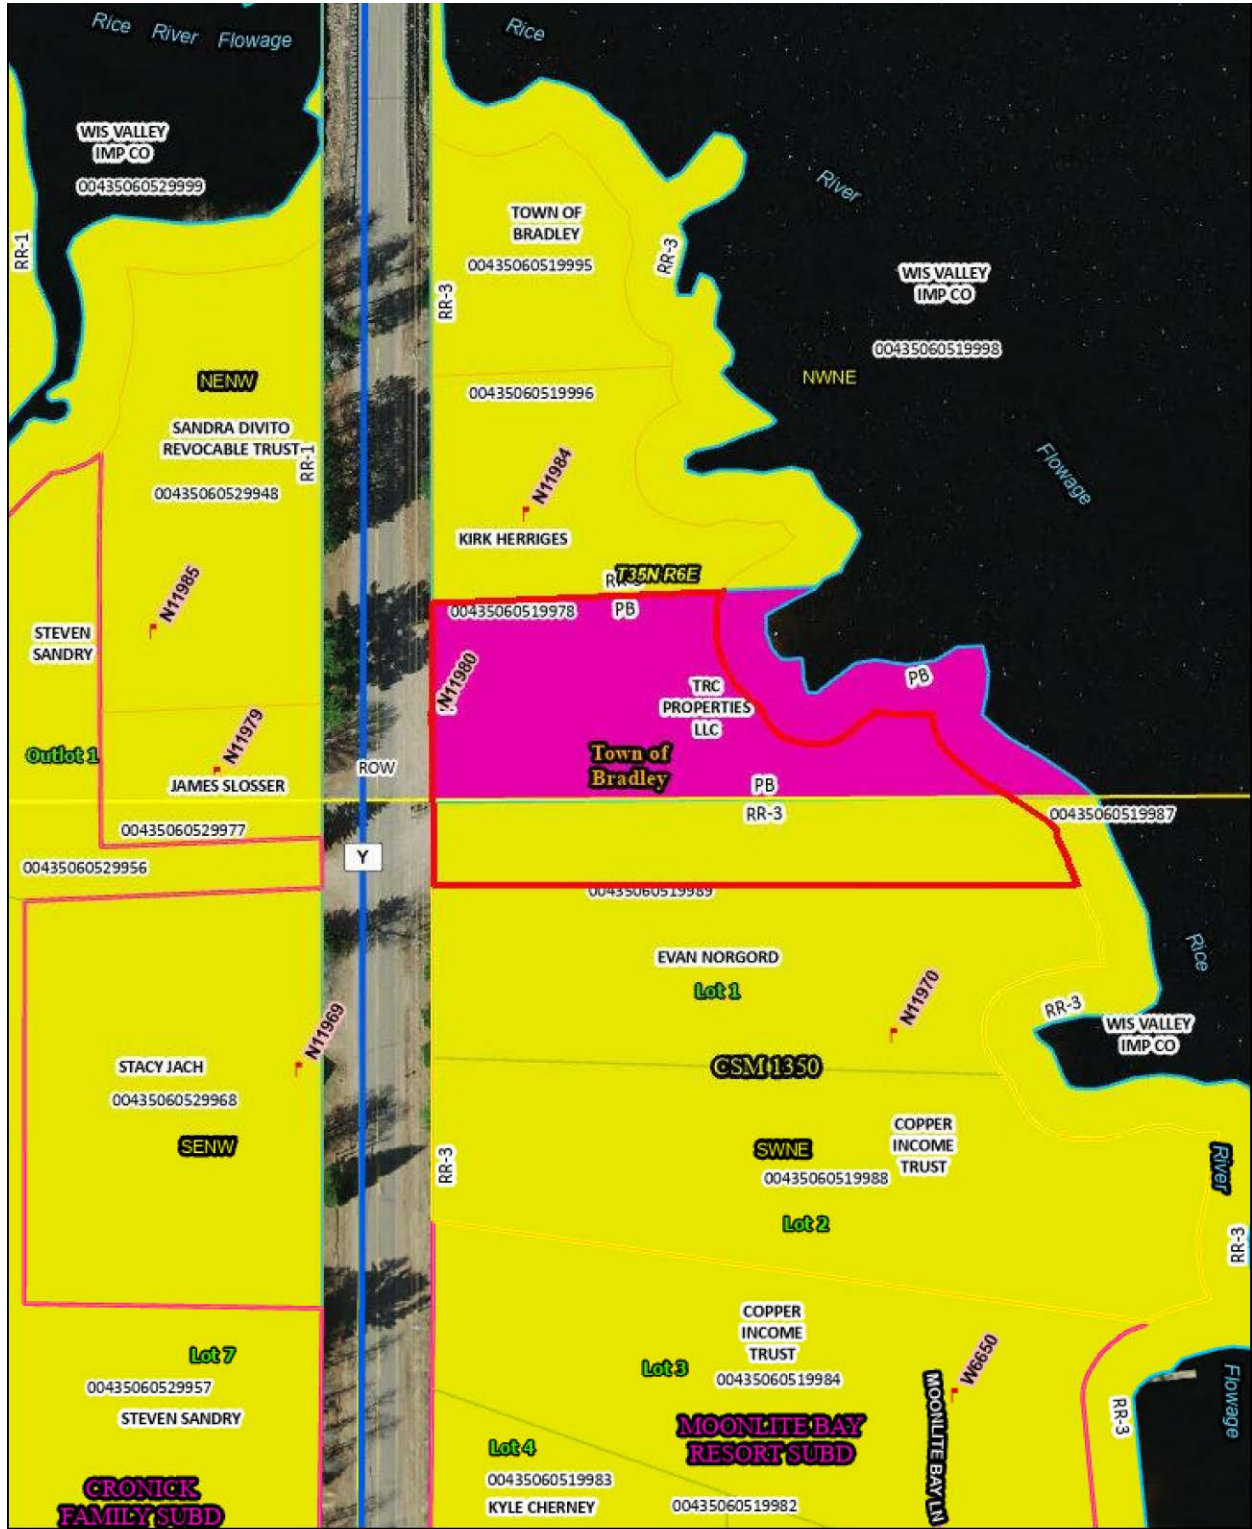 Rice River Flowage
Rice
WIS VALLEY
IMP CO
00435060529999
River
TOWN OF
BRADLEY
00435060519995
RR-1
RR-3
RR-3
WIS VALLEY
IMP CO
00435060519998
NENW
00435060519996
NWNE
SANDRA DIVITO
REVOCABLE TRUST
RR-1
00435060529948
N11984
Flowage
KIRK HERRIGES
T35N R6E
N11985
00435060519978
PB
STEVEN
SANDRY
N11980
TRC
PROPERTIES
LLC
PB
N11979
Outlot 1
ROW
Town of
Bradley
JAMES SLOSSER
PB
RR-3
00435060519987
00435060529977
00435060529956
Y
00435060519989
EVAN NORGORD
Lot 1
Rice
N11970
RR-3
WIS VALLEY
IMP CO
N11969
STACY JACH
CSM 1350
00435060529968
COPPER
INCOME
TRUST
SENW
SWNE
RR-3
00435060519988
River
Lot 2
RR-3
COPPER
INCOME
TRUST
Lot 7
Lot 3
W6650
00435060519984
00435060529957
STEVEN SANDRY
MOONLITE BAY LN
RR-3
Flowage
MOONLITE BAY
RESORT SUBD
Lot 4
00435060519983
KYLE CHERNEY
00435060519982
CRONICK
FAMILY SUBD